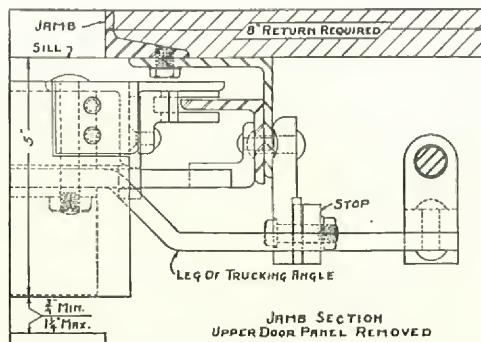 JAMB
8" RETURN REQUIRED
SILL
5"
STOP
LEG OF TRUCKING ANGLE
3/4" MIN.
1 1/4" MAX.
JAMB SECTION
UPPER DOOR PANEL REMOVED